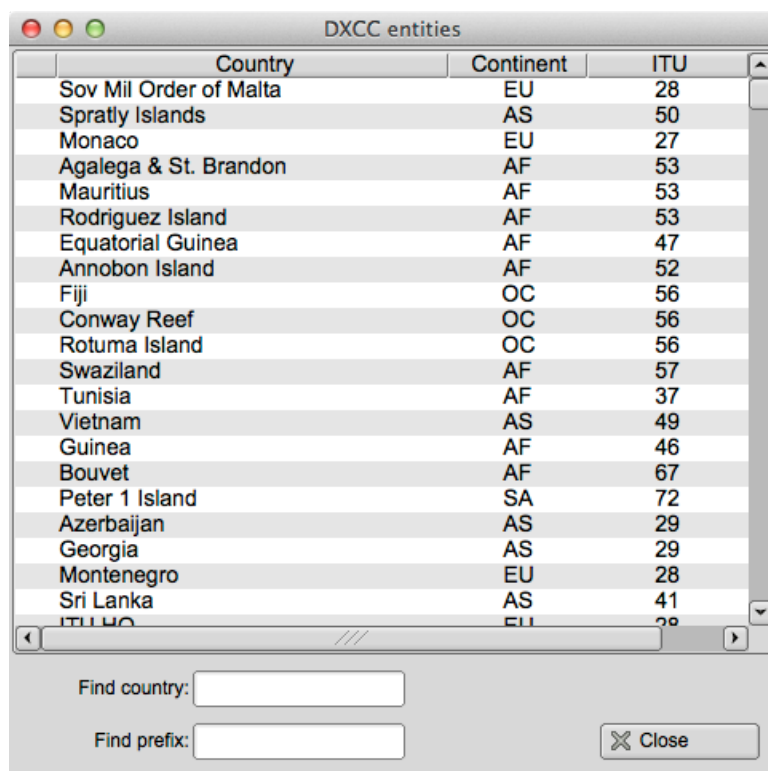 DXCC entities
Country Continent ITU
Sov Mil Order of Malta EU 28
Spratly Islands AS 50
Monaco EU 27
Agalega & St. Brandon AF 53
Mauritius AF 53
Rodriguez Island AF 53
Equatorial Guinea AF 47
Annobon Island AF 52
Fiji OC 56
Conway Reef OC 56
Rotuma Island OC 56
Swaziland AF 57
Tunisia AF 37
Vietnam AS 49
Guinea AF 46
Bouvet AF 67
Peter 1 Island SA 72
Azerbaijan AS 29
Georgia AS 29
Montenegro EU 28
Sri Lanka AS 41
ITU HQ EU 28
Find country:
Find prefix: Close